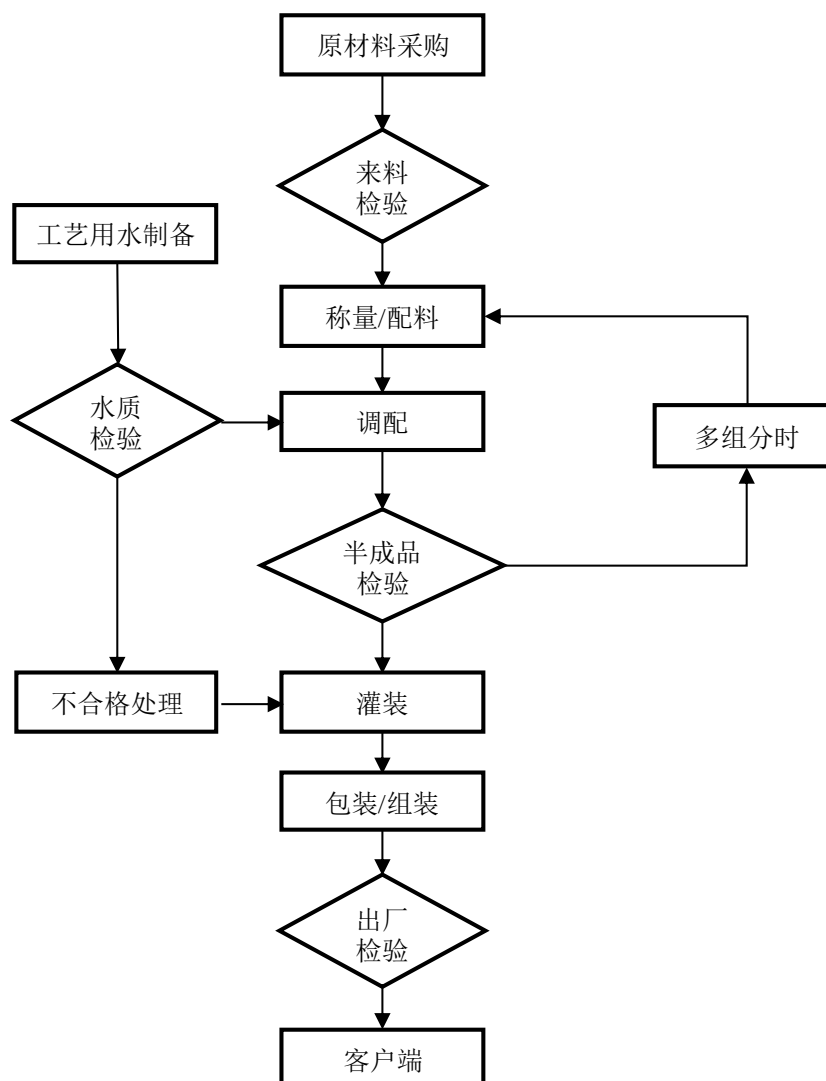 原材料采购
来料
检验
工艺用水制备
称量/配料
水质
检验
调配
多组分时
半成品
检验
不合格处理
灌装
包装/组装
出厂
检验
客户端